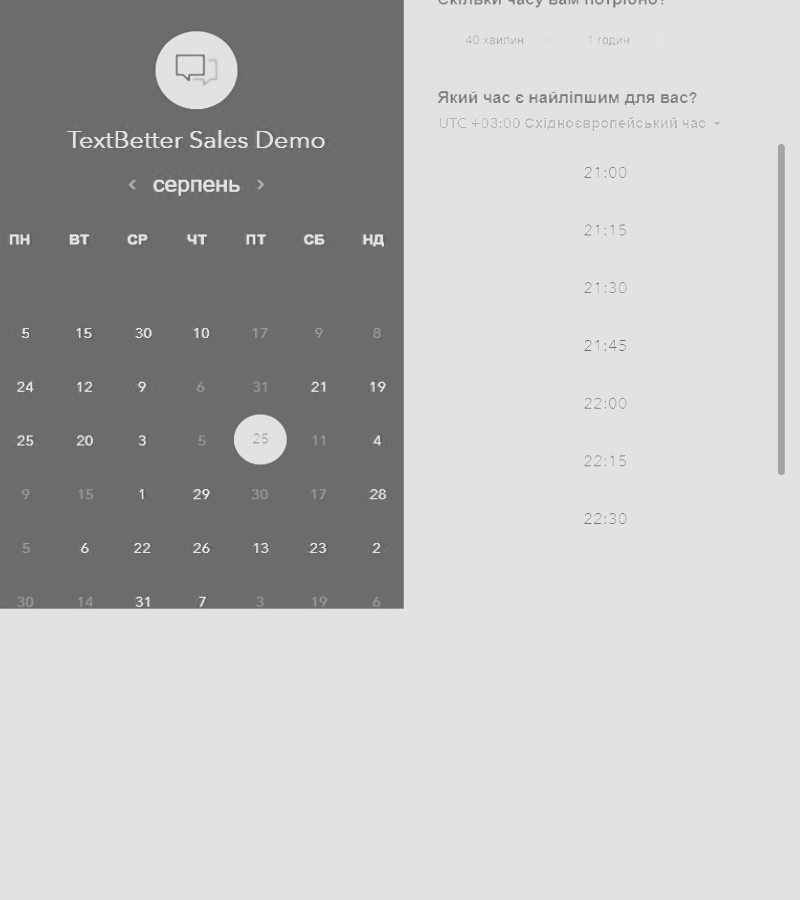 TextBetter Sales Demo
серпень
ПН ВТ СР ЧТ ПТ СБ НД
5 15 30 10 17 9 8
24 12 9 6 31 21 19
25 20 3 5 25 11 4
9 15 1 29 30 17 28
5 6 22 26 13 23 2
30 14 31 7 3 19 6
Скільки часу вам потрібно?
40 хвилин 1 годин
Який час є найліпшим для вас?
UTC +03:00 Східноєвропейський час
21:00
21:15
21:30
21:45
22:00
22:15
22:30